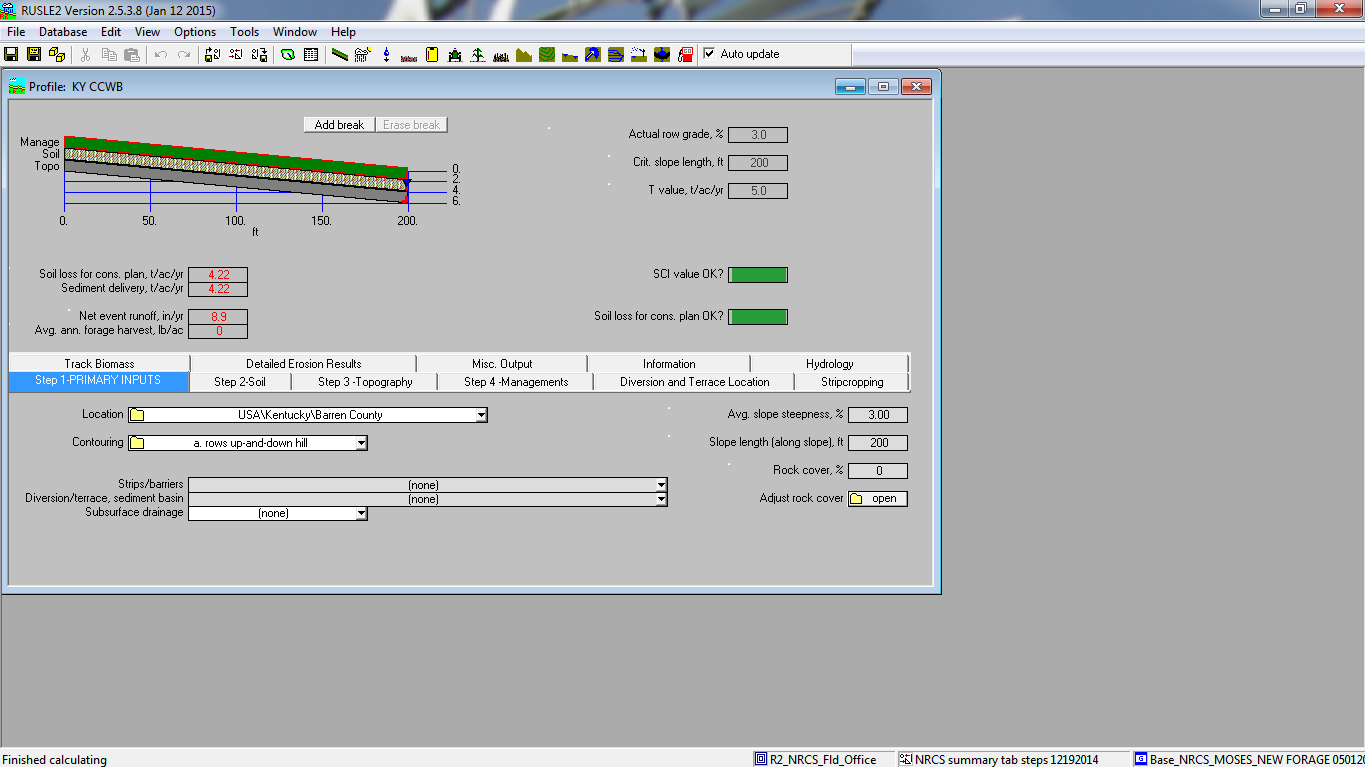 RUSLE2 Version 2.5.3.8 (Jan 12 2015)
File Database Edit View Options Tools Window Help
Auto update
Profile: KY CCWB
Add break Erase break
Manage
Soil
Topo
0.
2.
4.
6.
0. 50. 100. 150. 200.
ft
Actual row grade, % 3.0
Crit. slope length, ft 200
T value, t/ac/yr 5.0
Soil loss for cons. plan, t/ac/yr 4.22
Sediment delivery, t/ac/yr 4.22
Net event runoff, in/yr 8.9
Avg. ann. forage harvest, lb/ac 0
SCI value OK?
Soil loss for cons. plan OK?
Track Biomass Detailed Erosion Results Misc. Output Information Hydrology
Step 1-PRIMARY INPUTS Step 2-Soil Step 3 -Topography Step 4 -Managements Diversion and Terrace Location Stripcropping
Location USA\Kentucky\Barren County
Contouring a. rows up-and-down hill
Strips/barriers (none)
Diversion/terrace, sediment basin (none)
Subsurface drainage (none)
Avg. slope steepness, % 3.00
Slope length (along slope), ft 200
Rock cover, % 0
Adjust rock cover open
Finished calculating R2_NRCS_Fld_Office NRCS summary tab steps 12192014 Base_NRCS_MOSES_NEW FORAGE 05012